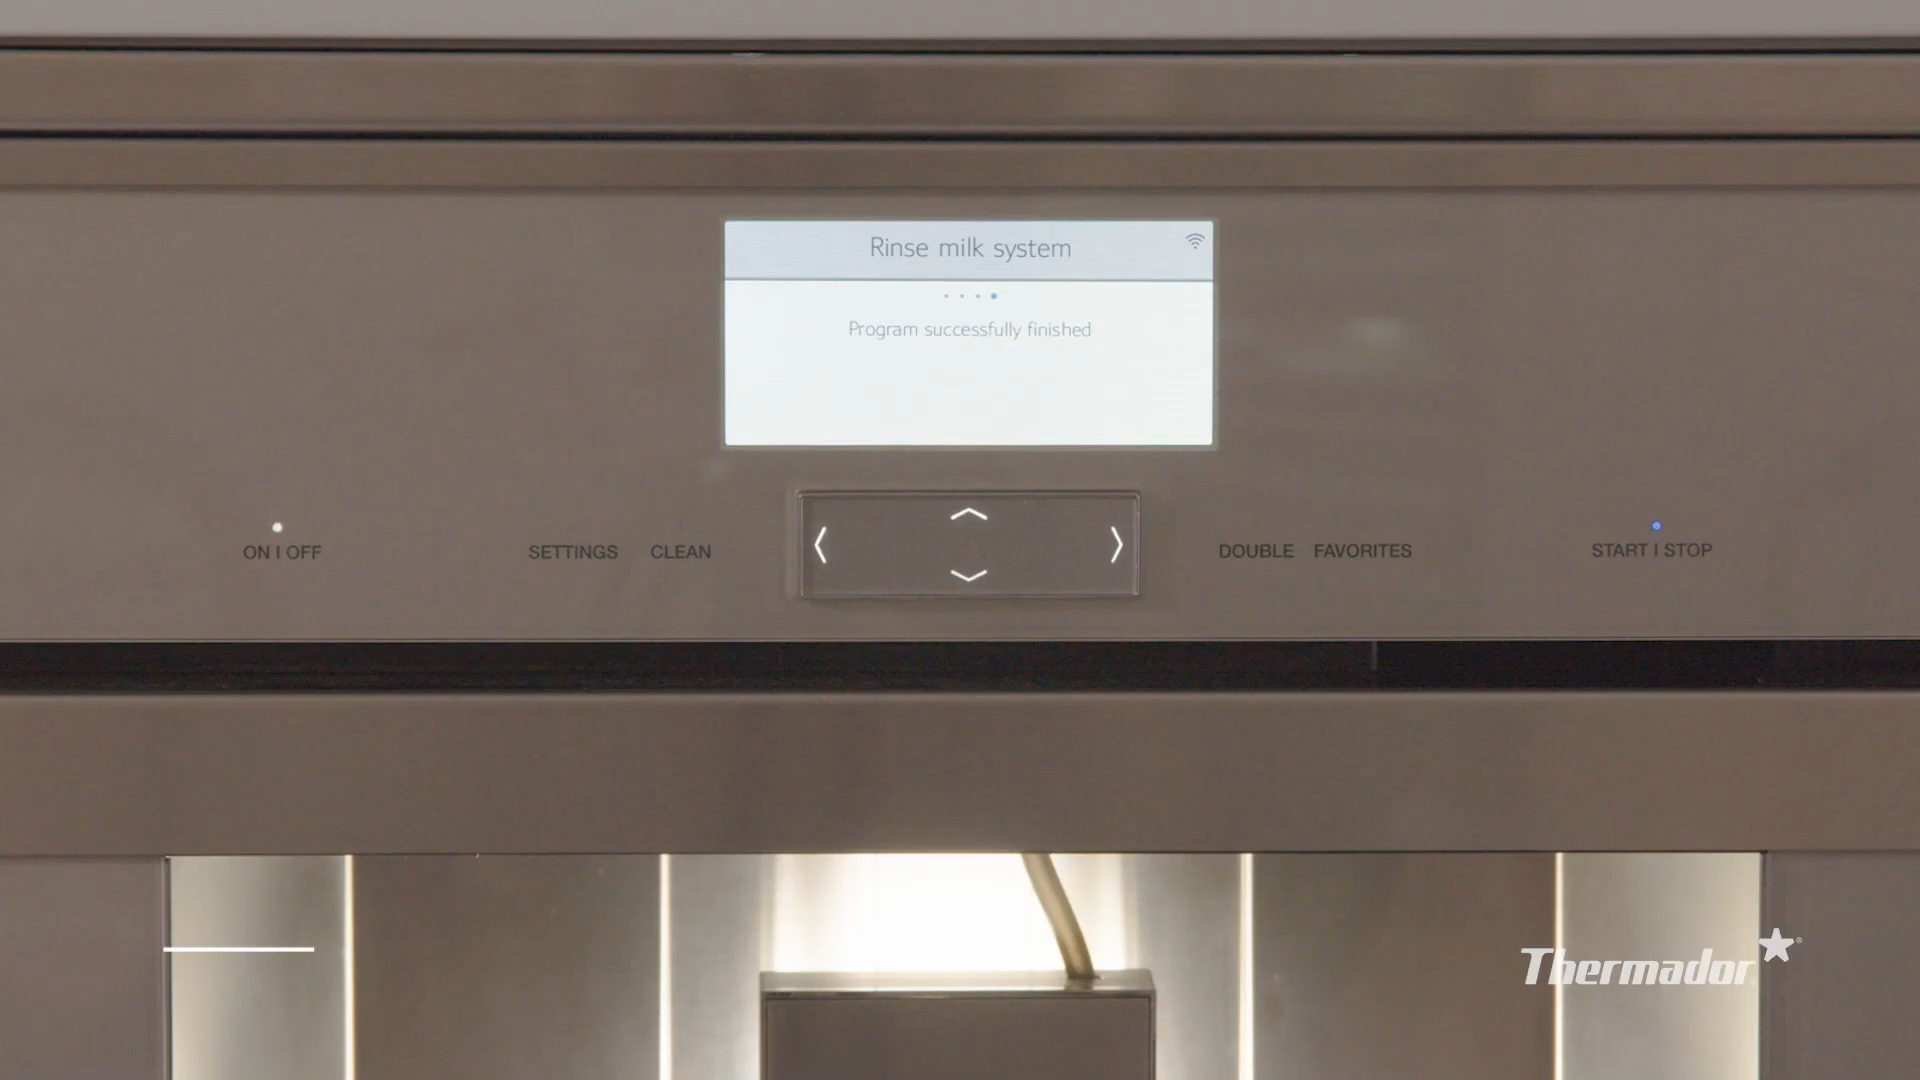 Rinse milk system
Program successfully finished
ON | OFF
SETTINGS
CLEAN
DOUBLE
FAVORITES
START | STOP
Thermador®